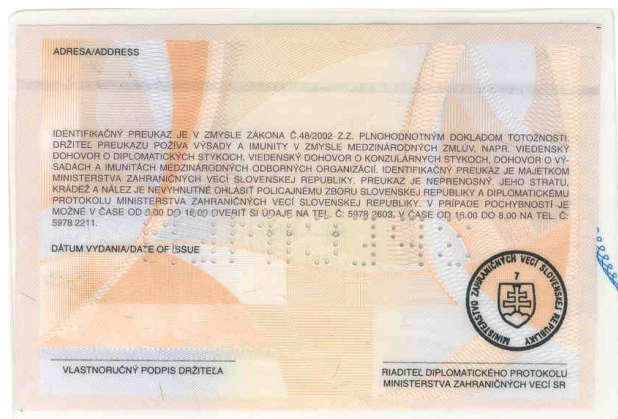 ADRESA/ADDRESS
IDENTIFIKAČNÝ PREUKAZ JE V ZMYSLE ZÁKONA Č.48/2002 Z.Z. PLNOHODNOTNÝM DOKLADOM TOTOŽNOSTI.
DRŽITEĽ PREUKAZU POŽÍVA VÝSADY A IMUNITY V ZMYSLE MEDZINÁRODNÝCH ZMLÚV, NAPR. VIEDENSKÝ
DOHOVOR O DIPLOMATICKÝCH STYKOCH, VIEDENSKÝ DOHOVOR O KONZULÁRNYCH STYKOCH, DOHOVOR O VÝ-
SADÁCH A IMUNITÁCH MEDZINÁRODNÝCH ODBORNÝCH ORGANIZÁCIÍ. IDENTIFIKAČNÝ PREUKAZ JE MAJETKOM
MINISTERSTVA ZAHRANIČNÝCH VECÍ SLOVENSKEJ REPUBLIKY. PREUKAZ JE NEPRENOSNÝ. JEHO STRATU,
KRÁDEŽ A NÁLEZ JE NEVYHNUTNÉ OHLÁSIŤ POLICAJNÉMU ZBORU SLOVENSKEJ REPUBLIKY A DIPLOMATICKÉMU
PROTOKOLU MINISTERSTVA ZAHRANIČNÝCH VECÍ SLOVENSKEJ REPUBLIKY. V PRÍPADE POCHYBNOSTÍ JE
MOŽNÉ V ČASE OD 8.00 DO 16.00 OVERIŤ SI ÚDAJE NA TEL. Č: 5978 2603, V ČASE OD 16.00 DO 8.00 NA TEL. Č:
5978 2211.
DÁTUM VYDANIA/DATE OF ISSUE
MINISTERSTVO ZAHRANIČNÝCH VECÍ SLOVENSKEJ REPUBLIKY
7
VLASTNORUČNÝ PODPIS DRŽITEĽA
RIADITEĽ DIPLOMATICKÉHO PROTOKOLU
MINISTERSTVA ZAHRANIČNÝCH VECÍ SR